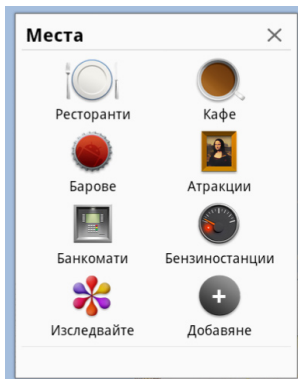 Места
Ресторанти
Кафе
Барове
Атракции
Банкомати
Бензиностанции
Изследвайте
Добавяне